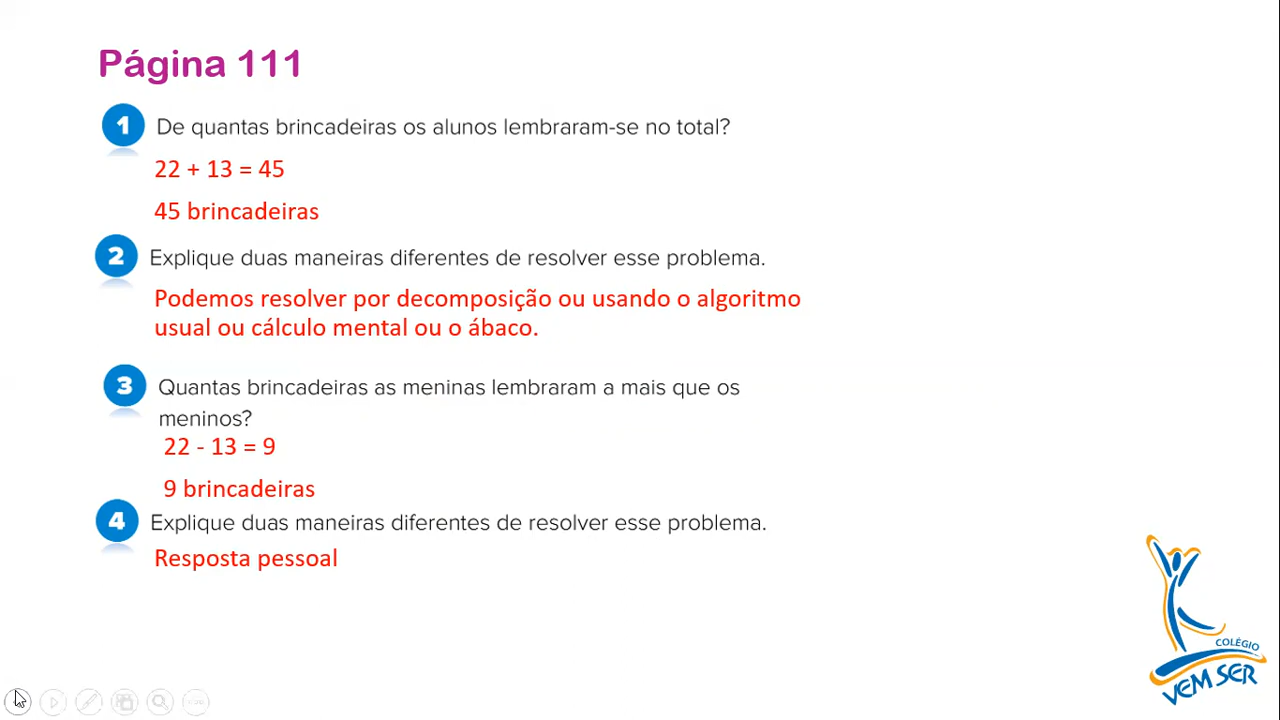 Página 111
1 De quantas brincadeiras os alunos lembraram-se no total?
22 + 13 = 45
45 brincadeiras
2 Explique duas maneiras diferentes de resolver esse problema.
Podemos resolver por decomposição ou usando o algoritmo
usual ou cálculo mental ou o ábaco.
3 Quantas brincadeiras as meninas lembraram a mais que os
meninos?
22 - 13 = 9
9 brincadeiras
4 Explique duas maneiras diferentes de resolver esse problema.
Resposta pessoal
COLÉGIO
VEM SER